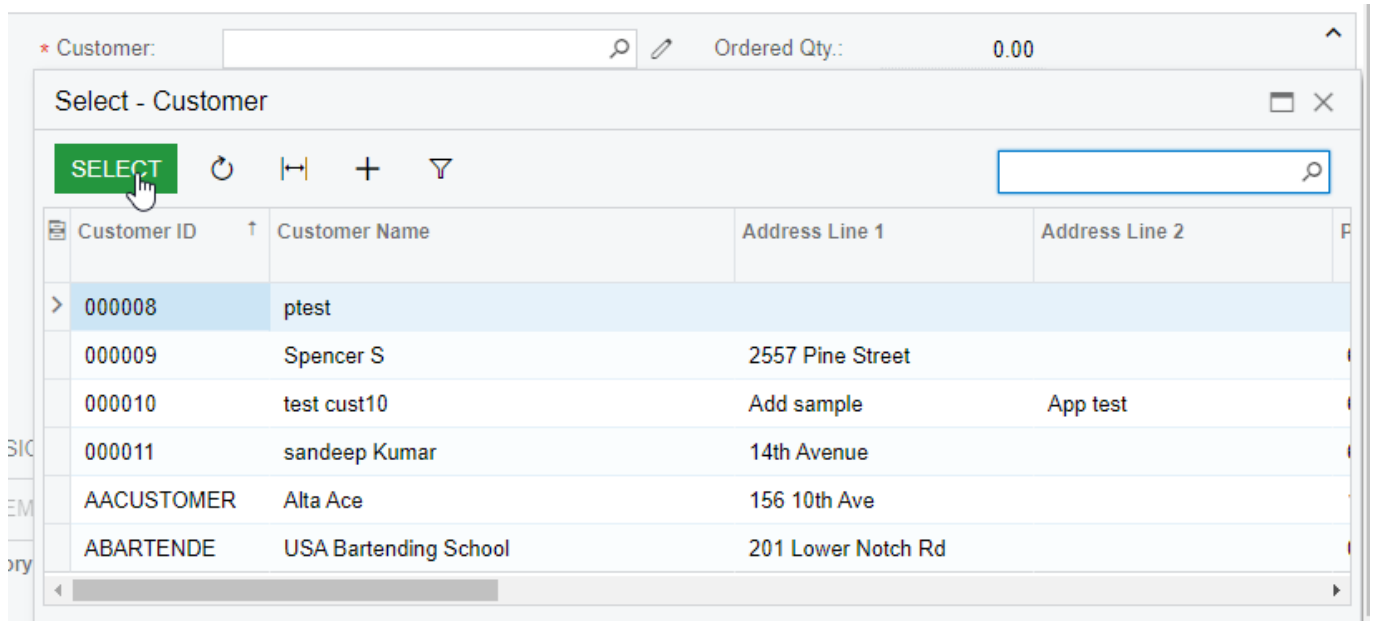 * Customer: Ordered Qty.: 0.00
Select - Customer
SELECT
Customer ID Customer Name Address Line 1 Address Line 2
000008 ptest
000009 Spencer S 2557 Pine Street
000010 test cust10 Add sample App test
000011 sandeep Kumar 14th Avenue
AACUSTOMER Alta Ace 156 10th Ave
ABARTENDE USA Bartending School 201 Lower Notch Rd